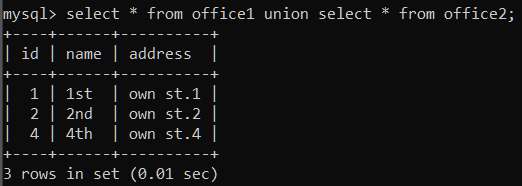 mysql> select * from office1 union select * from office2;
+----+------+----------+
| id | name | address  |
+----+------+----------+
|  1 | 1st  | own st.1 |
|  2 | 2nd  | own st.2 |
|  4 | 4th  | own st.4 |
+----+------+----------+
3 rows in set (0.01 sec)